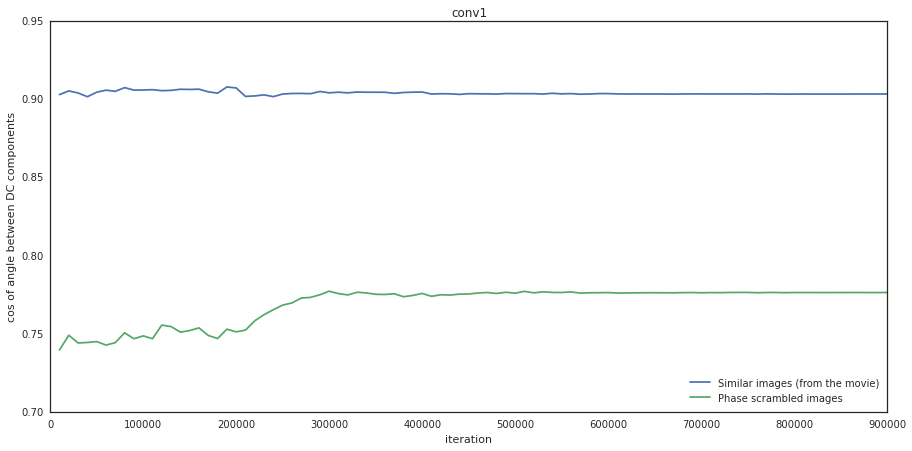 conv1
cos of angle between DC components
0.95
0.90
0.85
0.80
0.75
0.70
Similar images (from the movie)
Phase scrambled images
0 100000 200000 300000 400000 500000 600000 700000 800000 900000
iteration